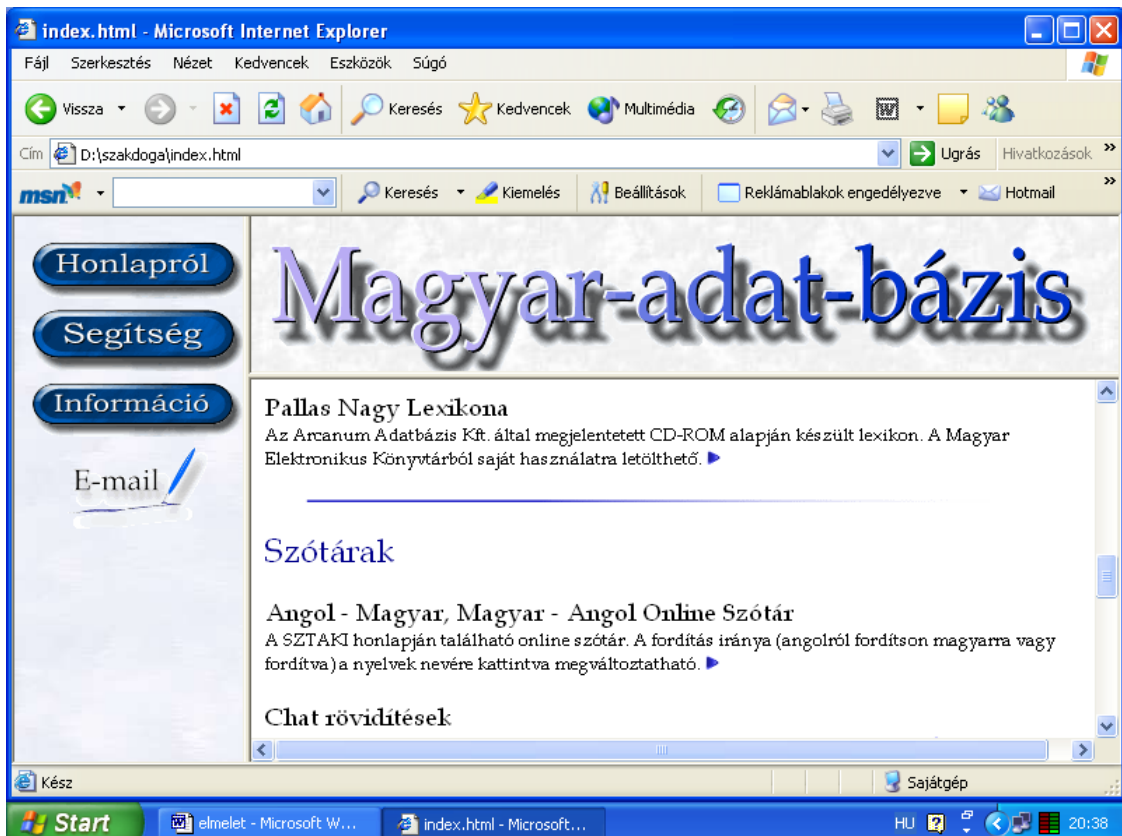 index.html - Microsoft Internet Explorer
Fájl Szerkesztés Nézet Kedvencek Eszközök Súgó
Vissza Keresés Kedvencek Multimédia
Cím D:\szakdoga\index.html Ugrás Hivatkozások »
msn Keresés Kiemelés Beállítások Reklámablakok engedélyezve Hotmail »
Honlapról
Segítség
Információ
E-mail
Magyar-adat-bázis
Pallas Nagy Lexikona
Az Arcanum Adatbázis Kft. által megjelentetett CD-ROM alapján készült lexikon. A Magyar
Elektronikus Könyvtárból saját használatra letölthető.
Szótárak
Angol - Magyar, Magyar - Angol Online Szótár
A SZTAKI honlapján található online szótár. A fordítás iránya (angolról fordítson magyarra vagy
fordítva) a nyelvek nevére kattintva megváltoztatható.
Chat rövidítések
Kész Sajátgép
Start elmelet - Microsoft W... index.html - Microsoft... HU 20:38